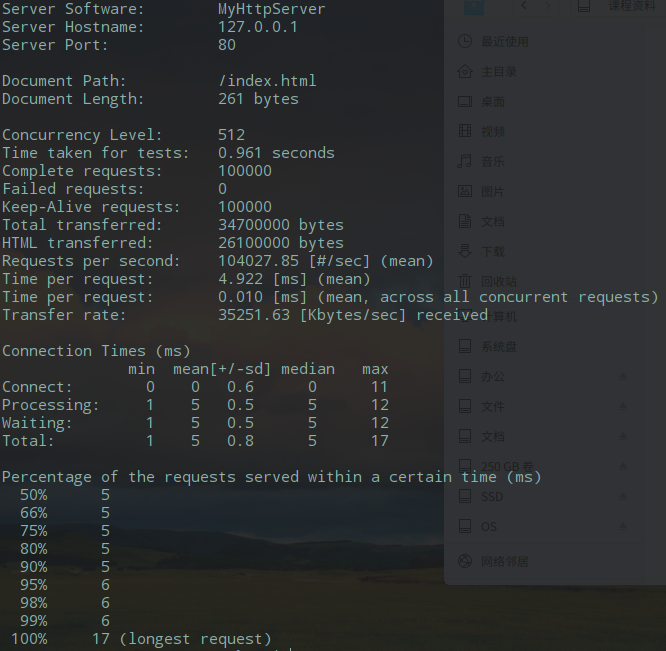 Server Software:        MyHttpServer
Server Hostname:        127.0.0.1
Server Port:            80
Document Path:          /index.html
Document Length:        261 bytes
Concurrency Level:      512
Time taken for tests:   0.961 seconds
Complete requests:      100000
Failed requests:        0
Keep-Alive requests:    100000
Total transferred:      34700000 bytes
HTML transferred:       26100000 bytes
Requests per second:    104027.85 [#/sec] (mean)
Time per request:       4.922 [ms] (mean)
Time per request:       0.010 [ms] (mean, across all concurrent requests)
Transfer rate:          35251.63 [Kbytes/sec] received
Connection Times (ms)
              min  mean[+/-sd] median   max
Connect:        0    0   0.6      0      11
Processing:     1    5   0.5      5      12
Waiting:        1    5   0.5      5      12
Total:          1    5   0.8      5      17
Percentage of the requests served within a certain time (ms)
  50%      5
  66%      5
  75%      5
  80%      5
  90%      5
  95%      6
  98%      6
  99%      6
 100%     17 (longest request)
课程资料
最近使用
主目录
桌面
视频
音乐
图片
文档
下载
回收站
计算机
系统盘
办公
文件
文档
250 GB 卷
SSD
OS
网络邻居